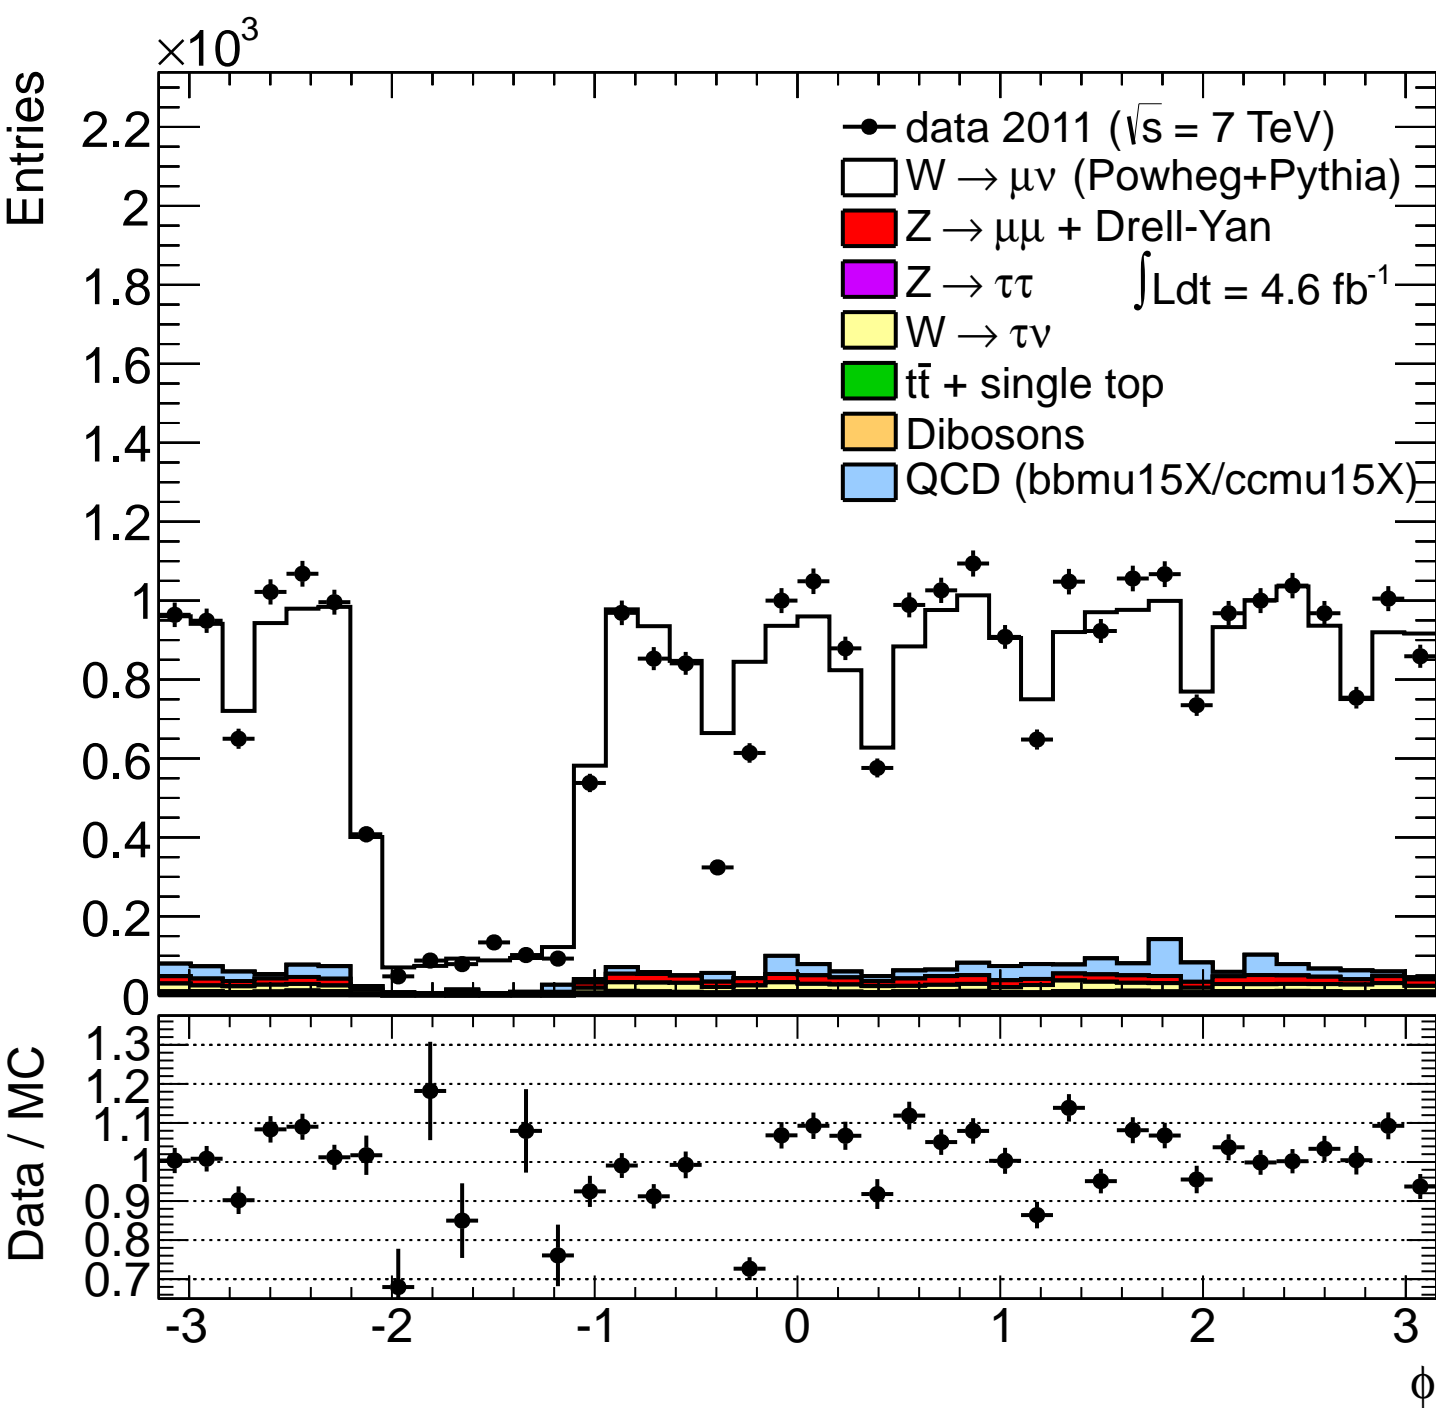 ×10³
Entries
2.2
2
1.8
1.6
1.4
1.2
1
0.8
0.6
0.4
0.2
0
data 2011 (√s = 7 TeV)
W → μν (Powheg+Pythia)
Z → μμ + Drell-Yan
Z → ττ
∫Ldt = 4.6 fb⁻¹
W → τν
tt̄ + single top
Dibosons
QCD (bbmu15X/ccmu15X)
Data / MC
1.3
1.2
1.1
1
0.9
0.8
0.7
-3 -2 -1 0 1 2 3
ϕ